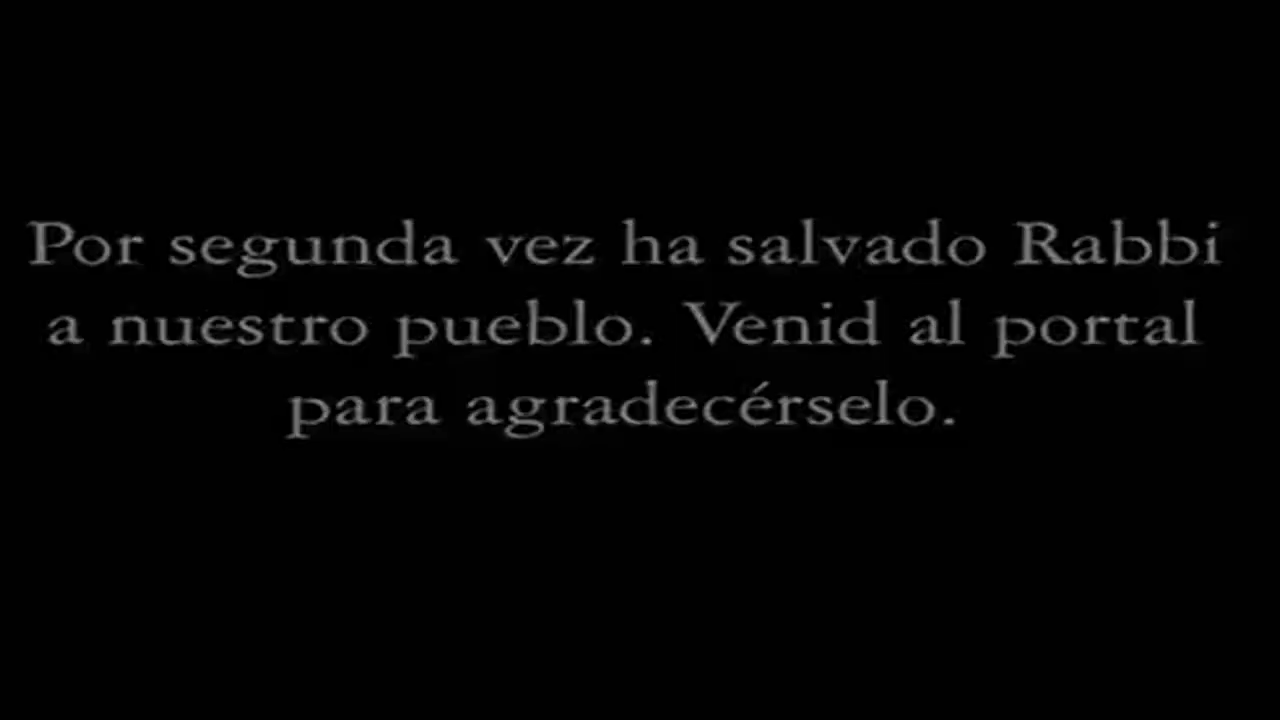 Por segunda vez ha salvado Rabbi
a nuestro pueblo. Venid al portal
para agradecérselo.